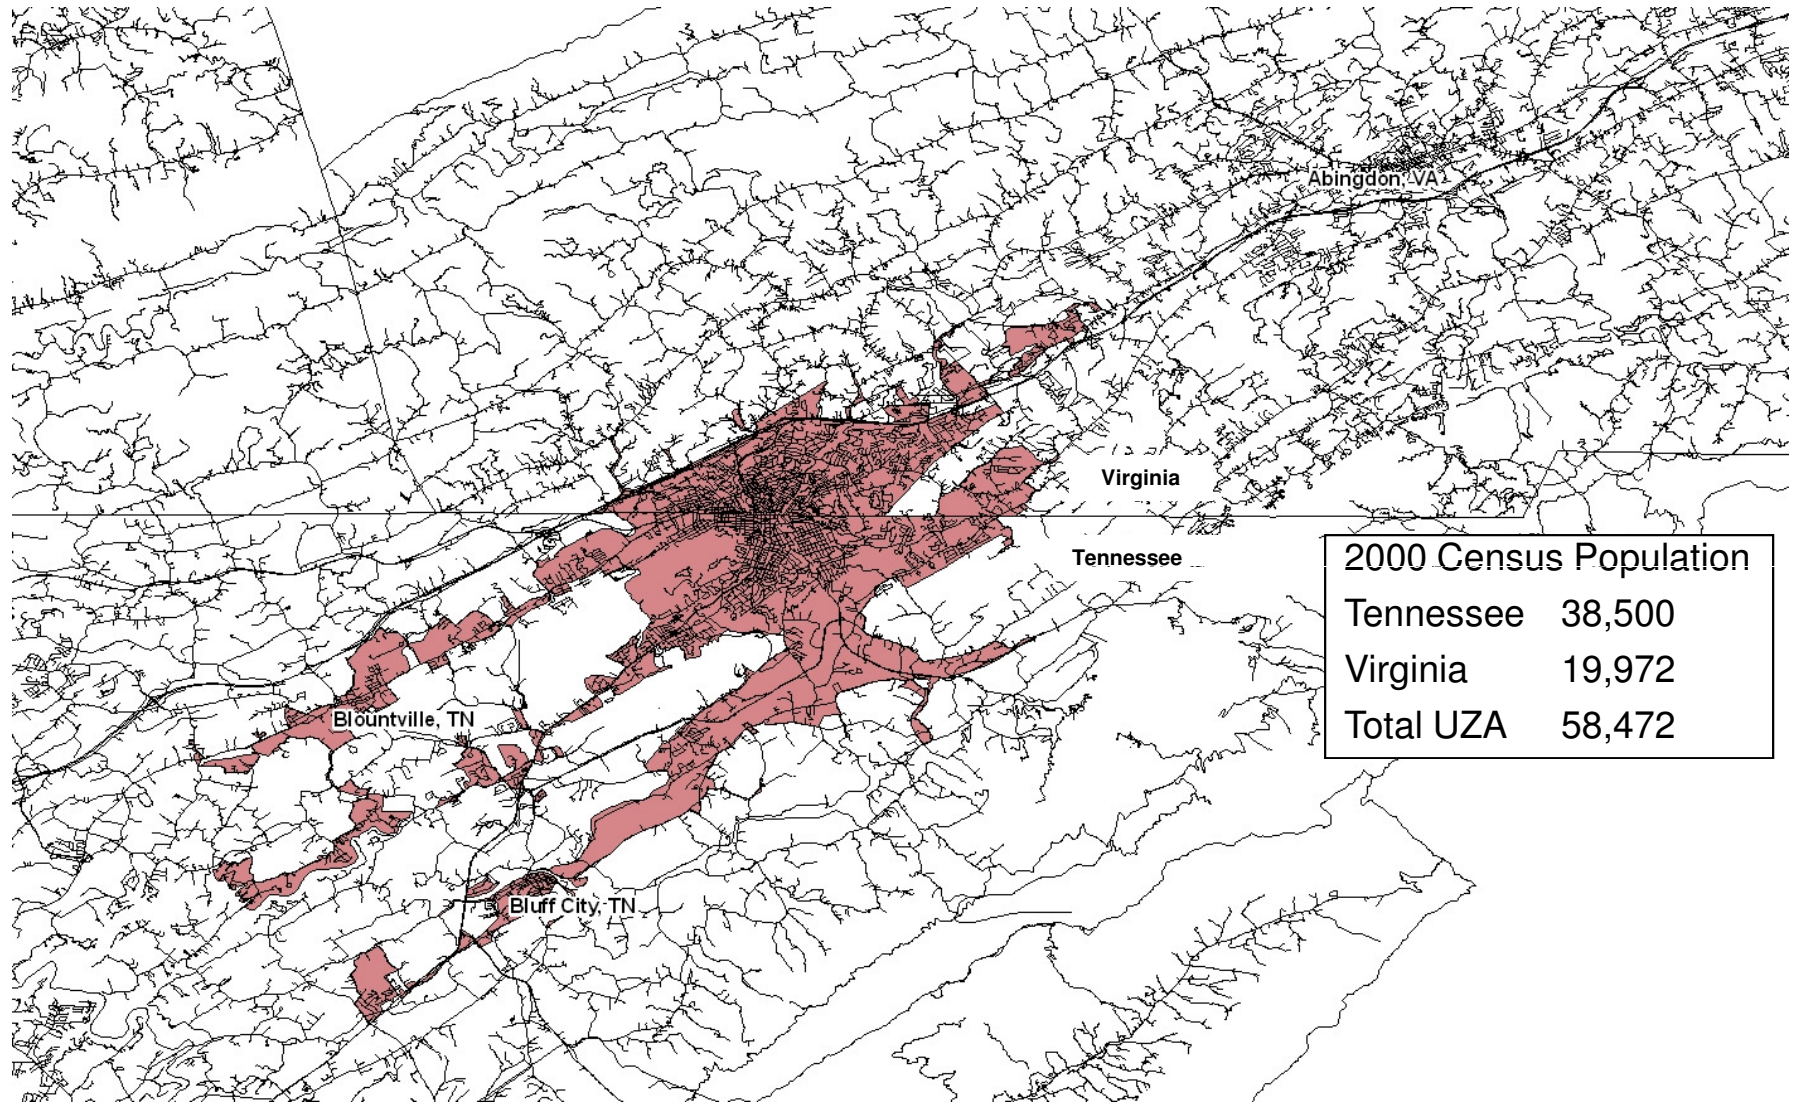 Abingdon, VA
Virginia
Tennessee
2000 Census Population
Tennessee 38,500
Virginia 19,972
Total UZA 58,472
Blountville, TN
Bluff City, TN